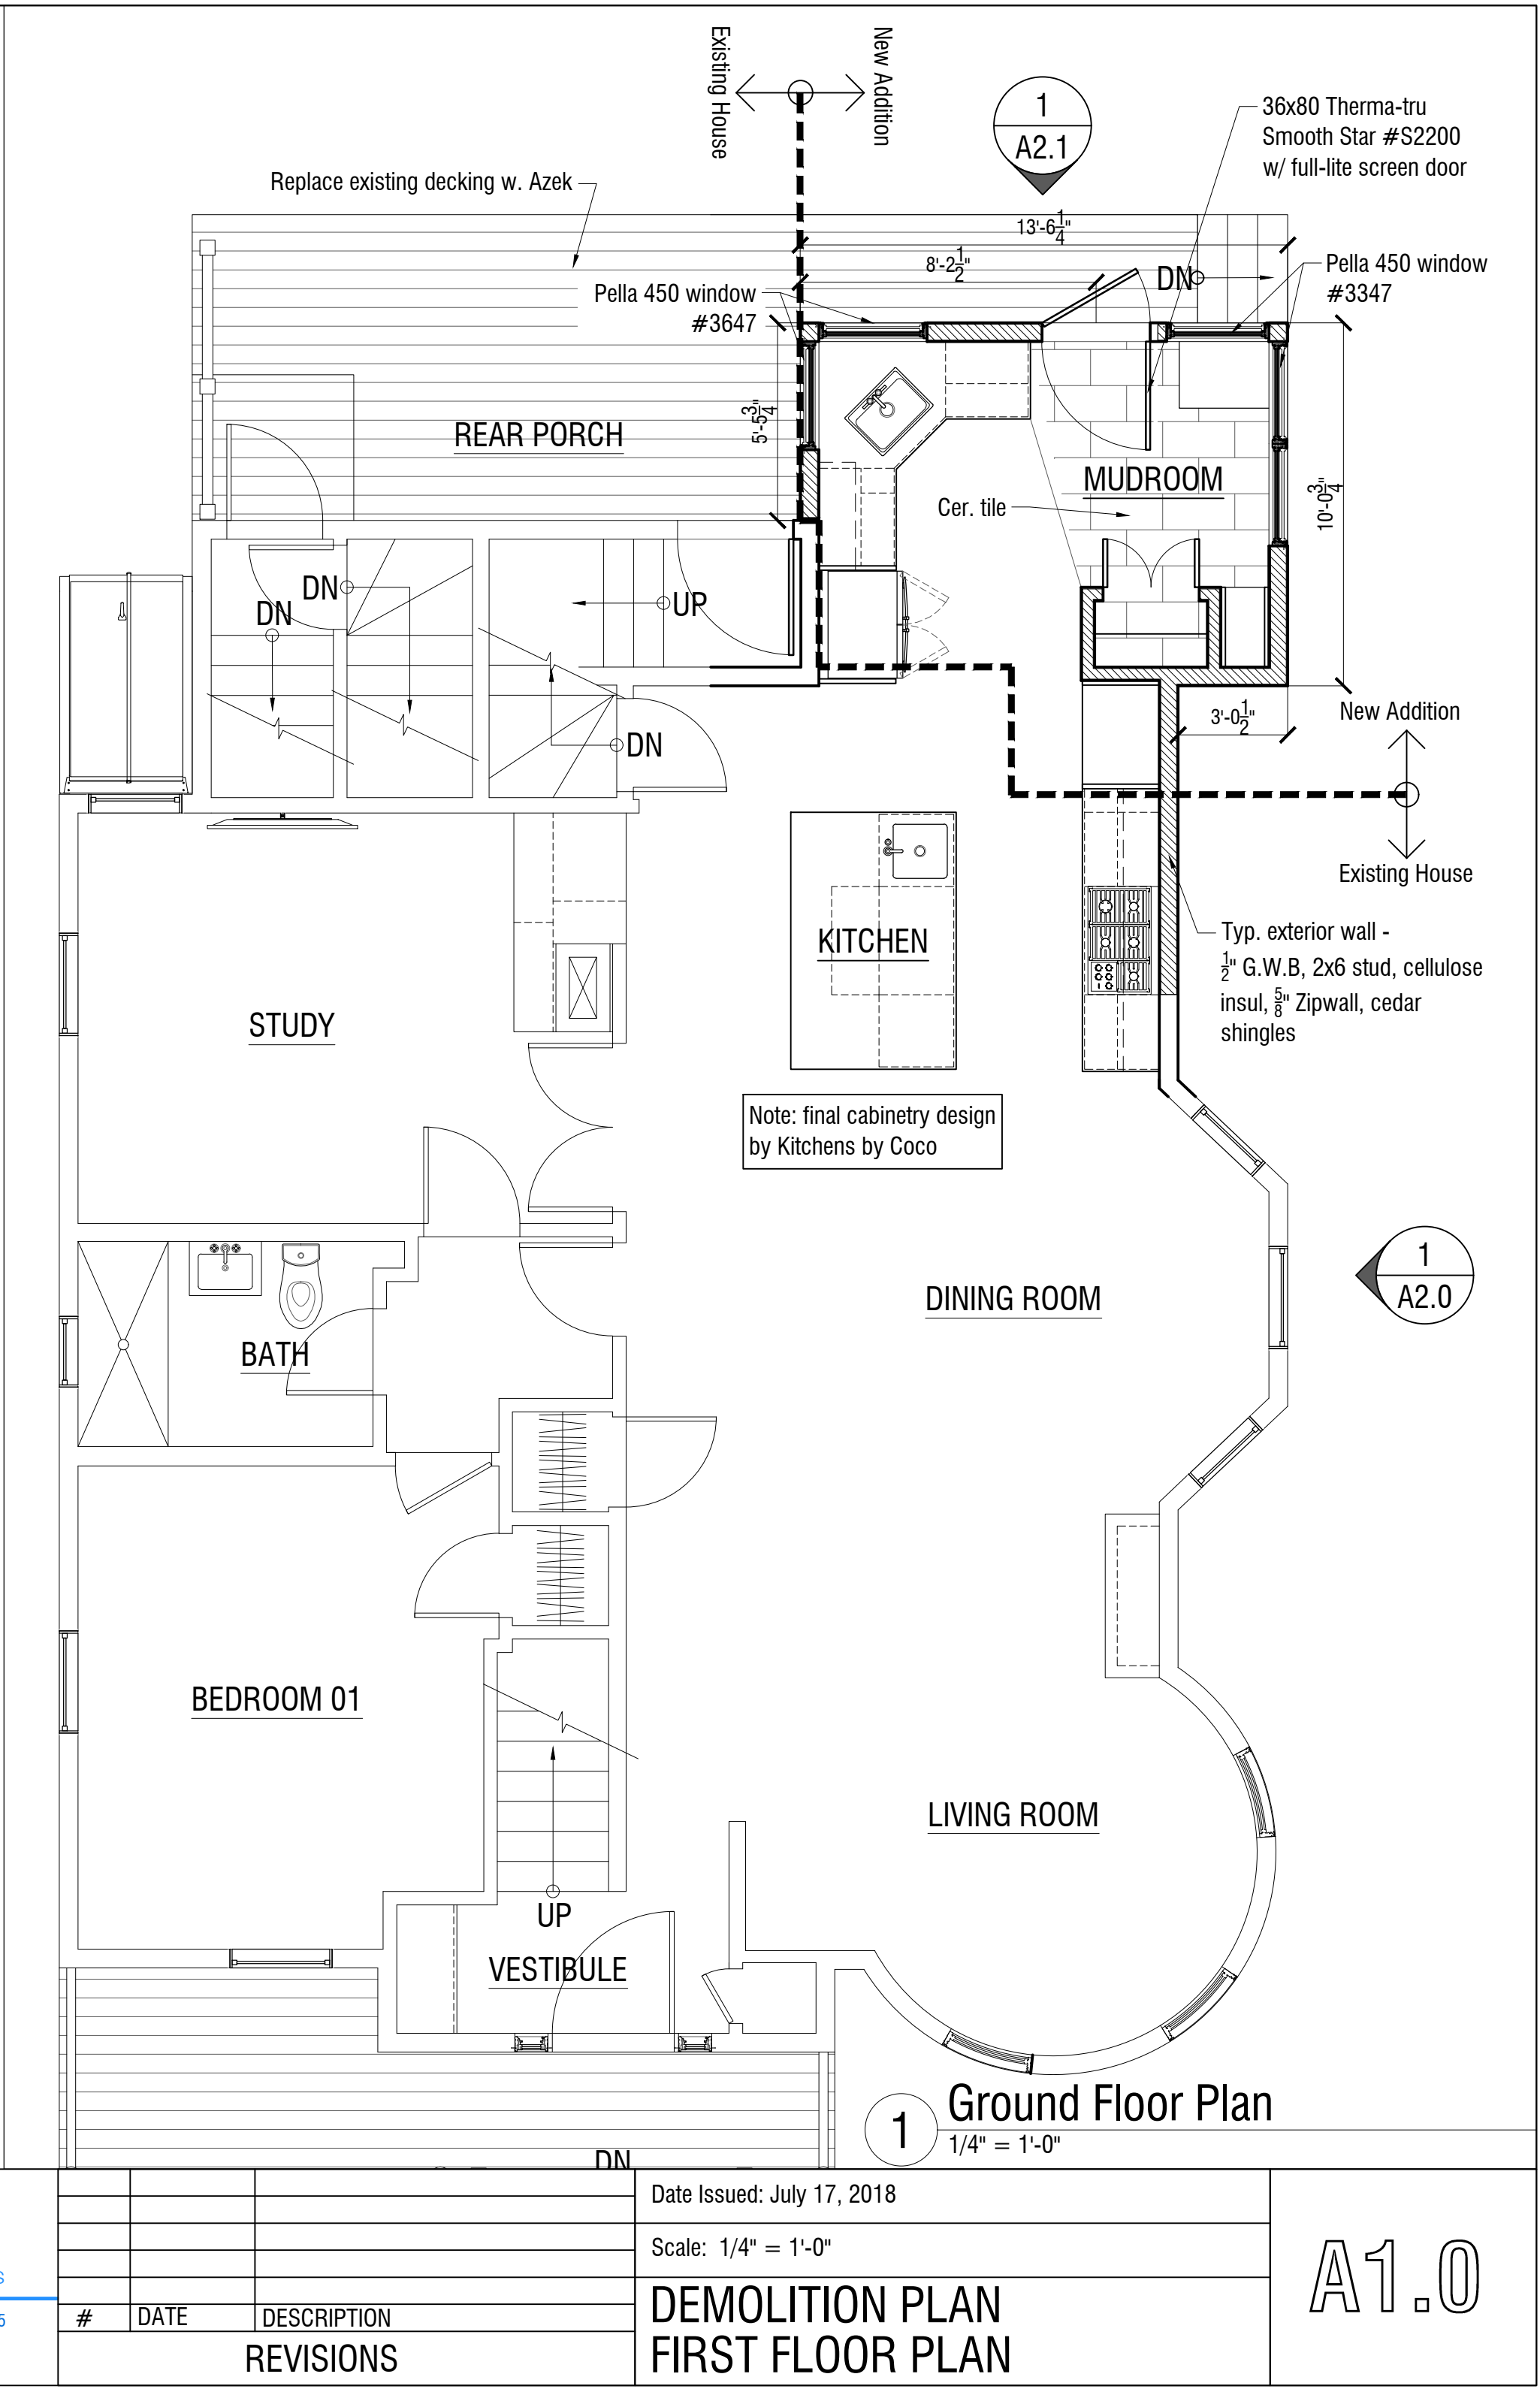 Existing House
New Addition
1
A2.1
36x80 Therma-tru
Smooth Star #S2200
w/ full-lite screen door
Replace existing decking w. Azek
13'-6 1/4"
8'-2 1/2"
DN
Pella 450 window
#3347
Pella 450 window
#3647
5'-5 3/4"
REAR PORCH
MUDROOM
Cer. tile
10'-0 3/4"
DN
DN
UP
3'-0 1/2"
New Addition
DN
Existing House
KITCHEN
Typ. exterior wall -
1/2" G.W.B, 2x6 stud, cellulose
insul, 5/8" Zipwall, cedar
shingles
STUDY
Note: final cabinetry design
by Kitchens by Coco
1
A2.0
DINING ROOM
BATH
BEDROOM 01
LIVING ROOM
UP
VESTIBULE
1
Ground Floor Plan
1/4" = 1'-0"
DN
Date Issued: July 17, 2018
Scale: 1/4" = 1'-0"
DEMOLITION PLAN
FIRST FLOOR PLAN
A1.0
# DATE DESCRIPTION
REVISIONS
S
5